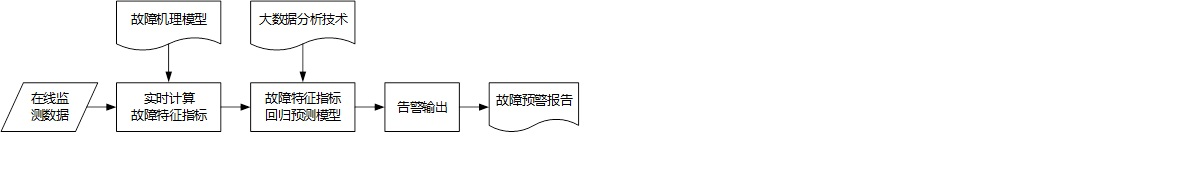 故障机理模型
大数据分析技术
在线监
测数据
实时计算
故障特征指标
故障特征指标
回归预测模型
告警输出
故障预警报告